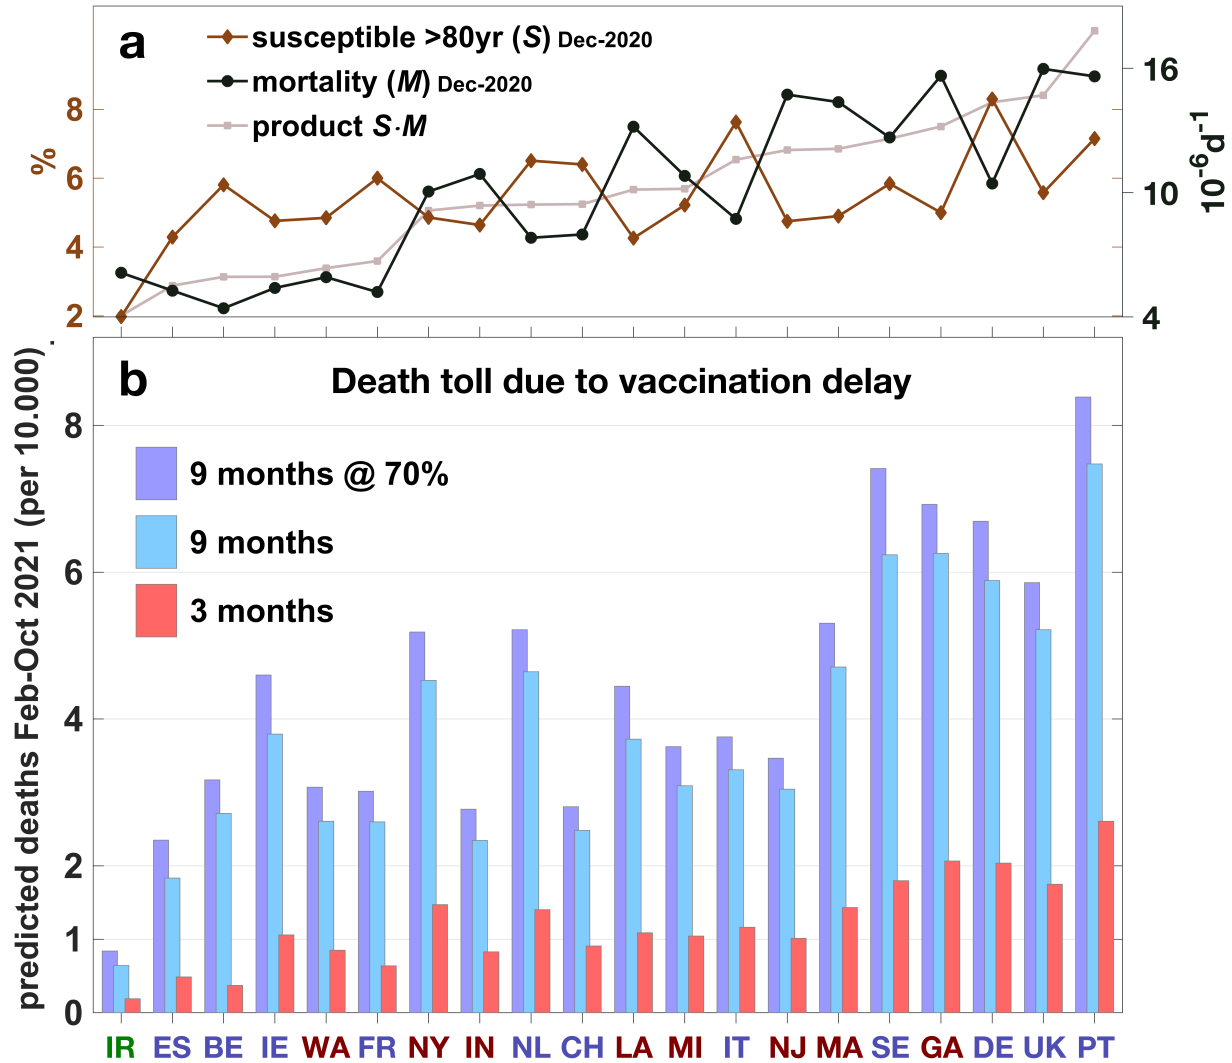 a
susceptible >80yr (S) Dec-2020
mortality (M) Dec-2020
product S·M
%
8
6
4
2
16
10
4
10-6d-1
b
Death toll due to vaccination delay
9 months @ 70%
9 months
3 months
predicted deaths Feb-Oct 2021 (per 10.000).
8
6
4
2
1
0
IR ES BE IE WA FR NY IN NL CH LA MI IT NJ MA SE GA DE UK PT